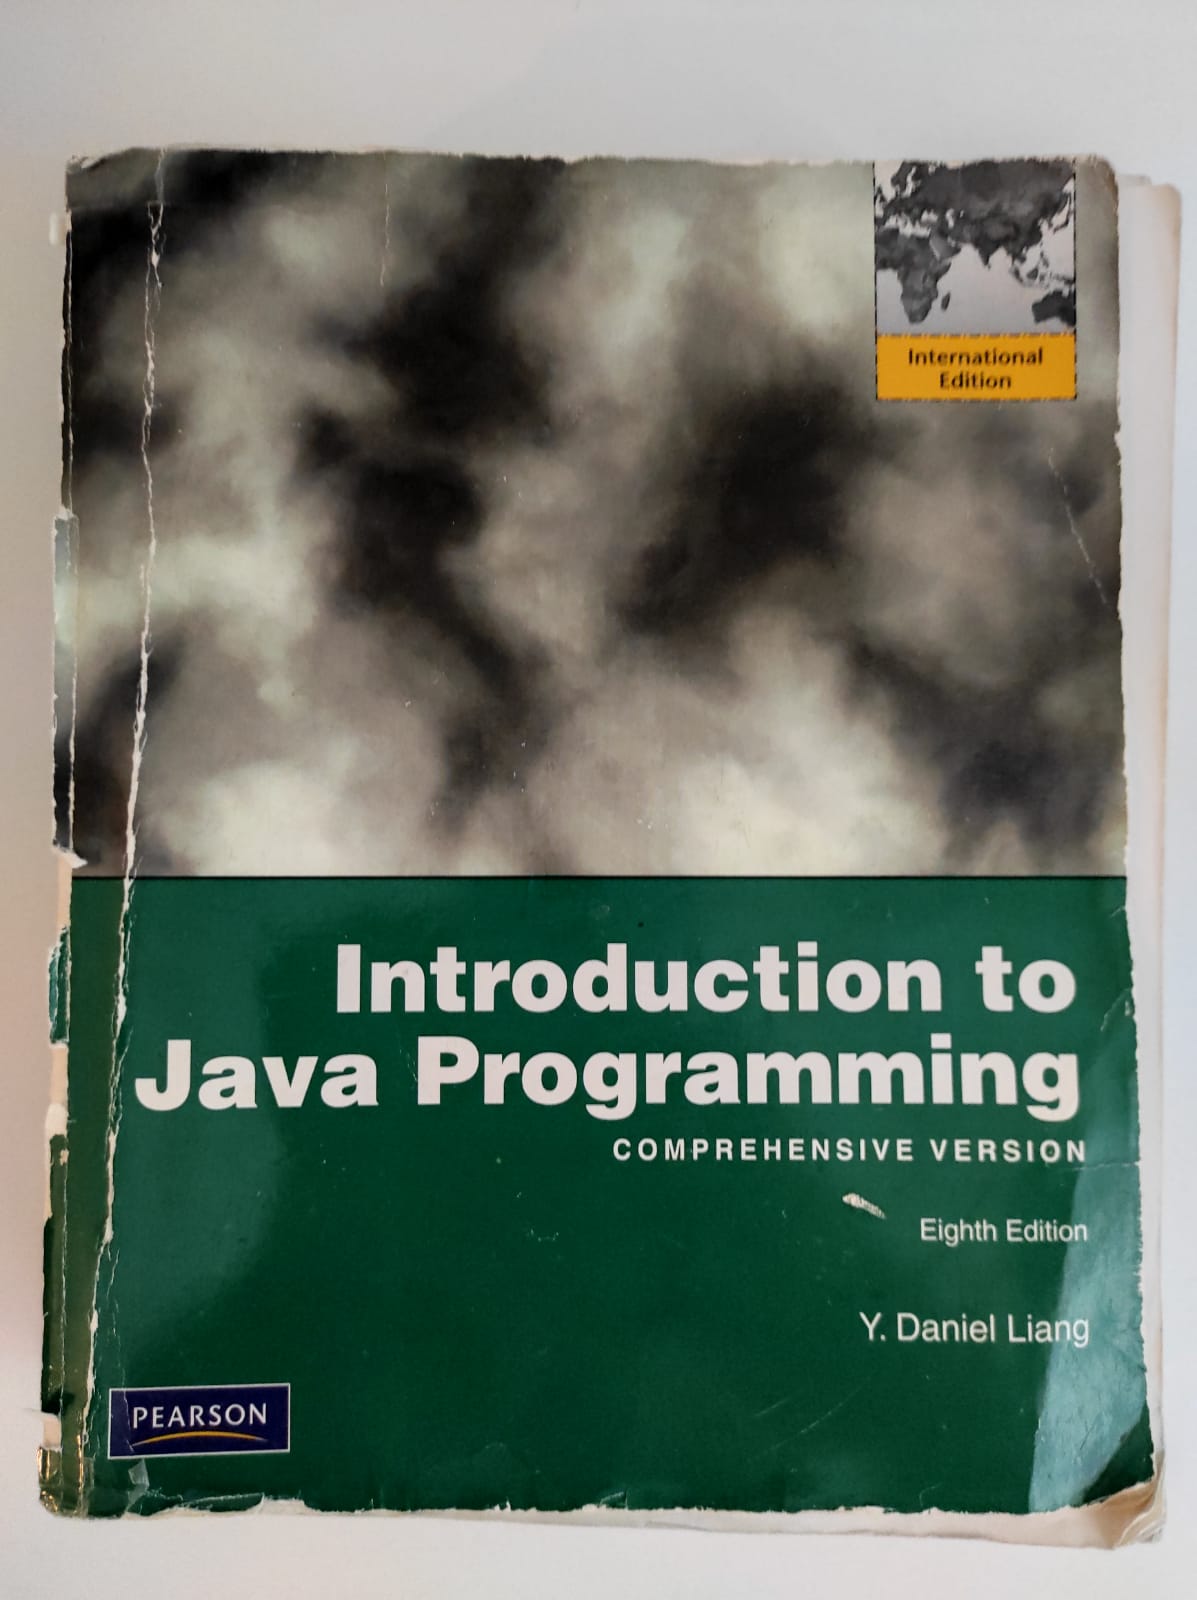 International
Edition
Introduction to
Java Programming
COMPREHENSIVE VERSION
Eighth Edition
Y. Daniel Liang
PEARSON